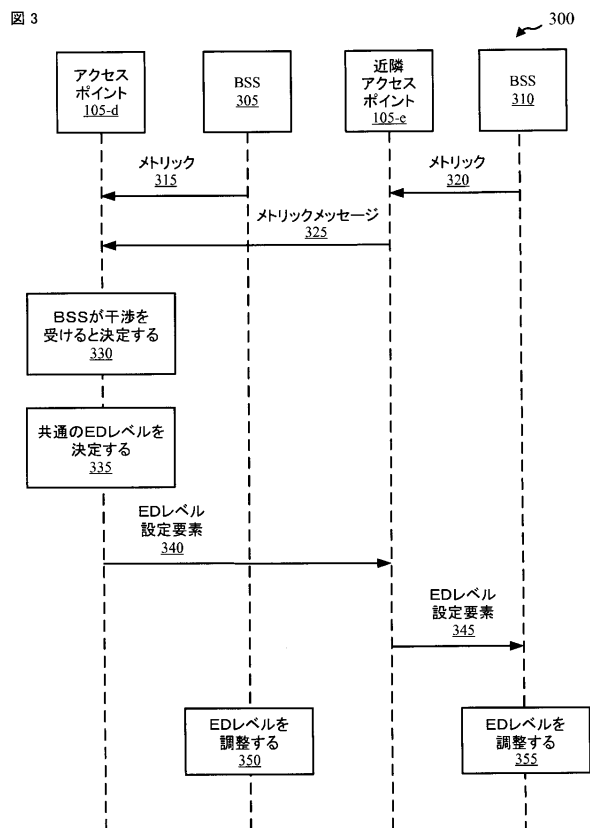 図 3
300
アクセス
ポイント
105-d
BSS
305
近隣
アクセス
ポイント
105-e
BSS
310
メトリック
315
メトリック
320
メトリックメッセージ
325
BSSが干渉を
受けると決定する
330
共通のEDレベルを
決定する
335
EDレベル
設定要素
340
EDレベル
設定要素
345
EDレベルを
調整する
350
EDレベルを
調整する
355